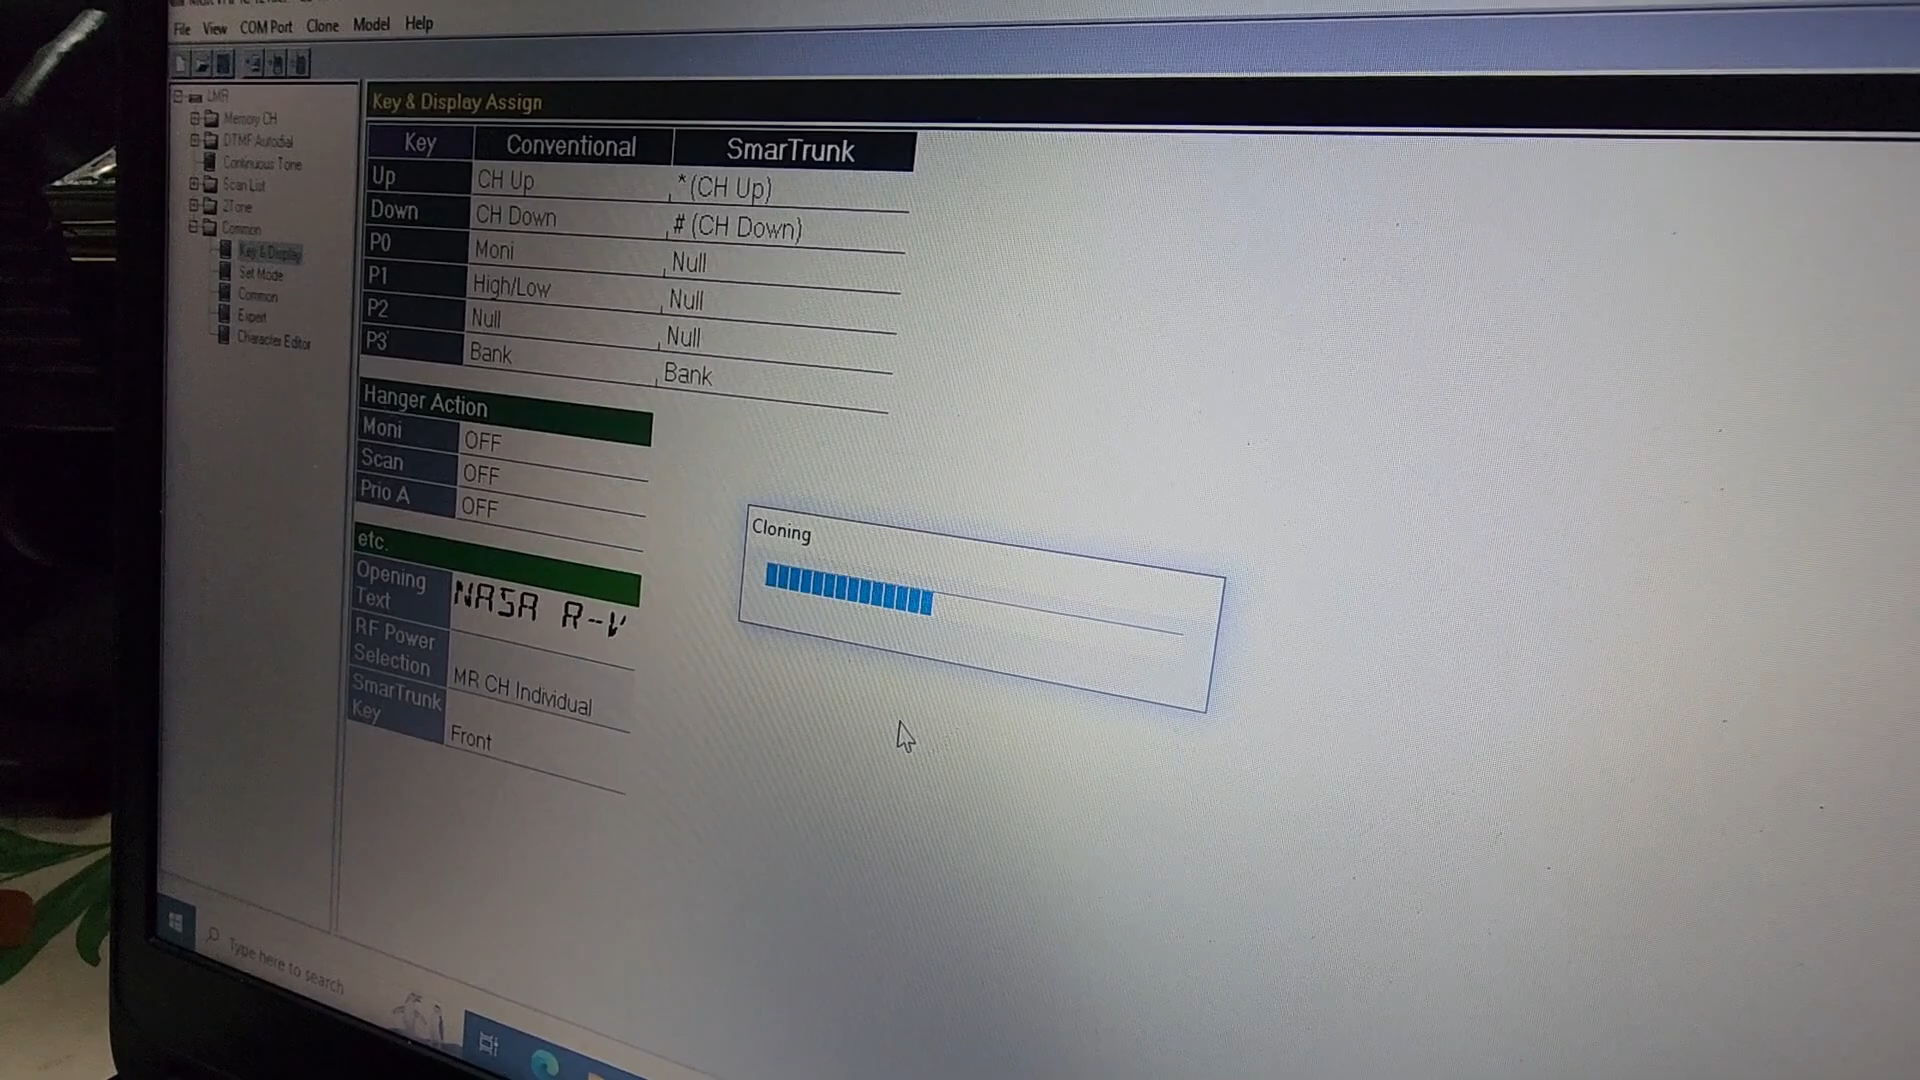 File View COM Port Clone Model Help
LMR
Memory CH
DTMF Autodial
Continuous Tone
Scan List
2Tone
Common
Key & Display
Set Mode
Common
Expert
Character Editor
Key & Display Assign
Key Conventional SmarTrunk
Up CH Up * (CH Up)
Down CH Down # (CH Down)
P0 Moni Null
P1 High/Low Null
P2 Null Null
P3 Bank Bank
Hanger Action
Moni OFF
Scan OFF
Prio A OFF
etc.
Opening Text NASA R-V
RF Power Selection MR CH Individual
SmarTrunk Key Front
Cloning
Type here to search